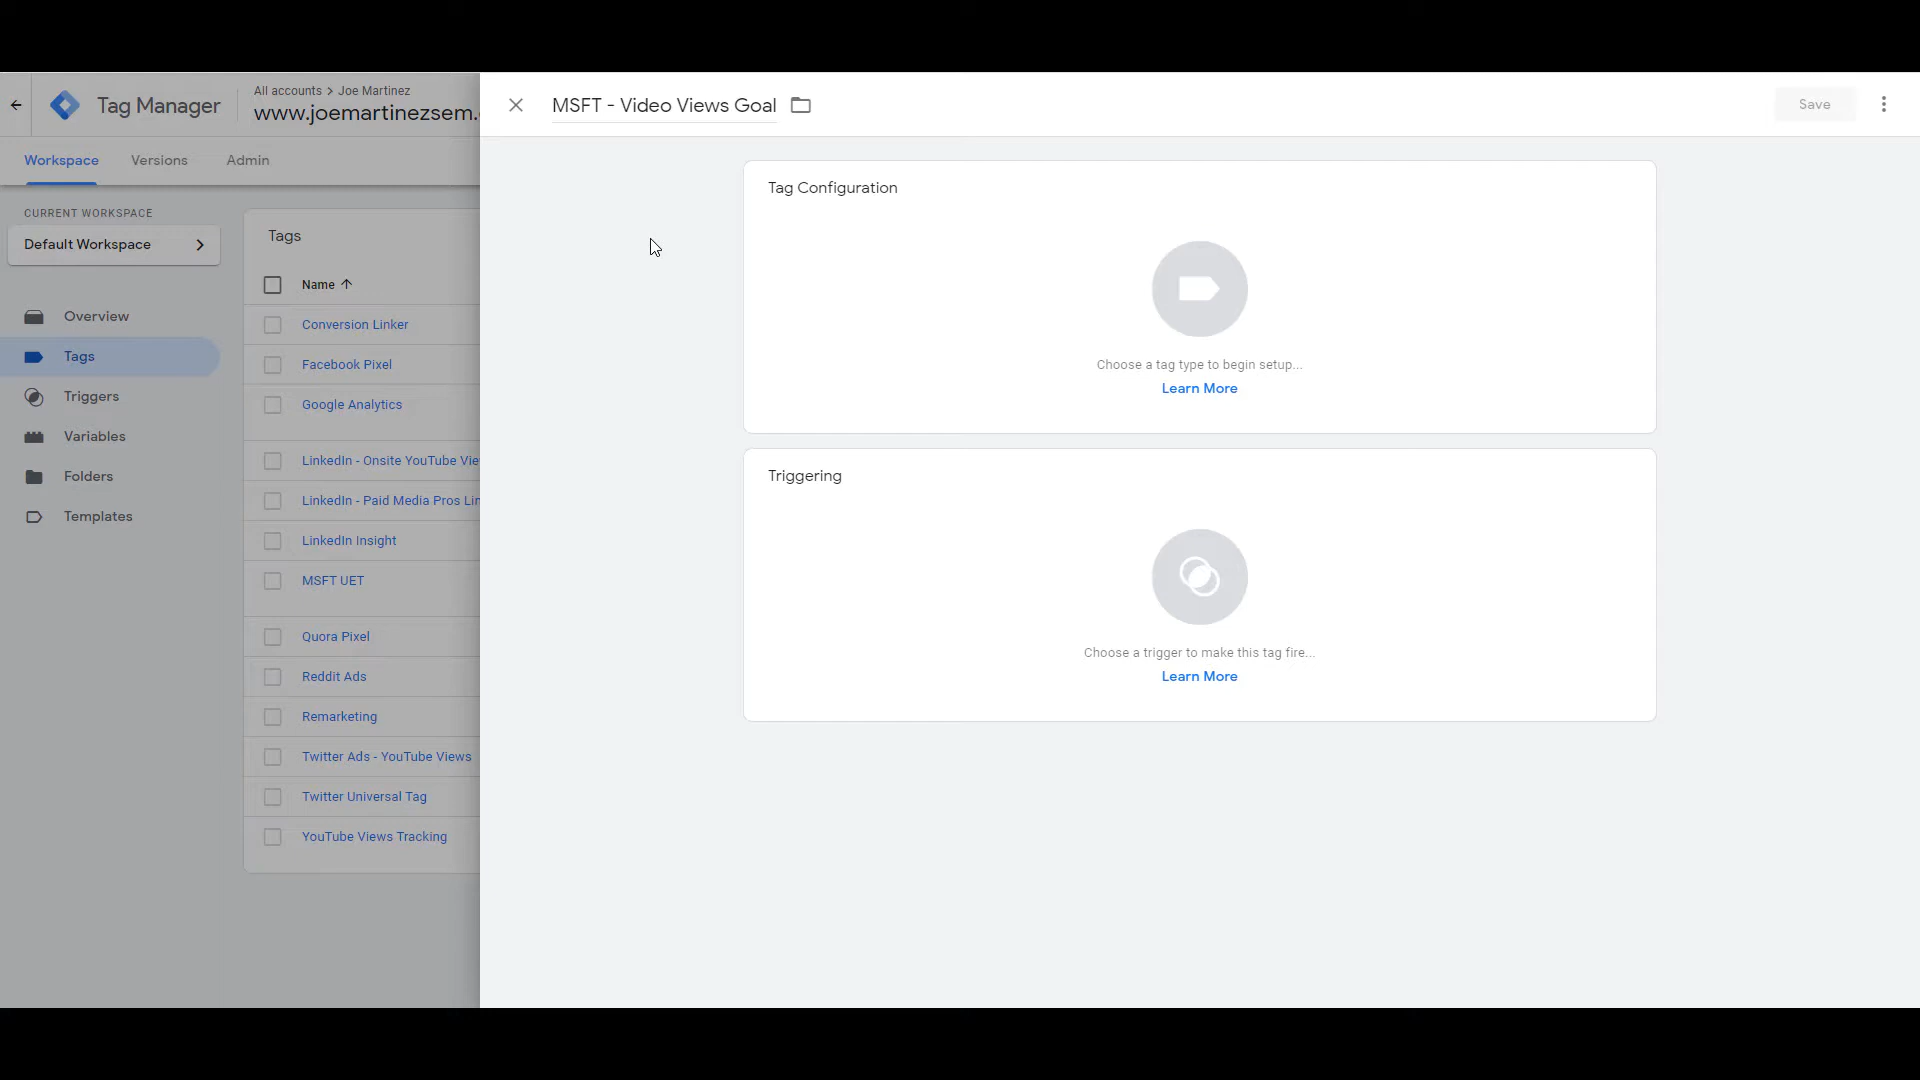 Tag Manager
All accounts > Joe Martinez
www.joemartinezsem.
MSFT - Video Views Goal
Save
Workspace
Versions
Admin
CURRENT WORKSPACE
Default Workspace
Overview
Tags
Triggers
Variables
Folders
Templates
Tags
Name
Conversion Linker
Facebook Pixel
Google Analytics
LinkedIn - Onsite YouTube Vie
LinkedIn - Paid Media Pros Lin
LinkedIn Insight
MSFT UET
Quora Pixel
Reddit Ads
Remarketing
Twitter Ads - YouTube Views
Twitter Universal Tag
YouTube Views Tracking
Tag Configuration
Choose a tag type to begin setup...
Learn More
Triggering
Choose a trigger to make this tag fire...
Learn More